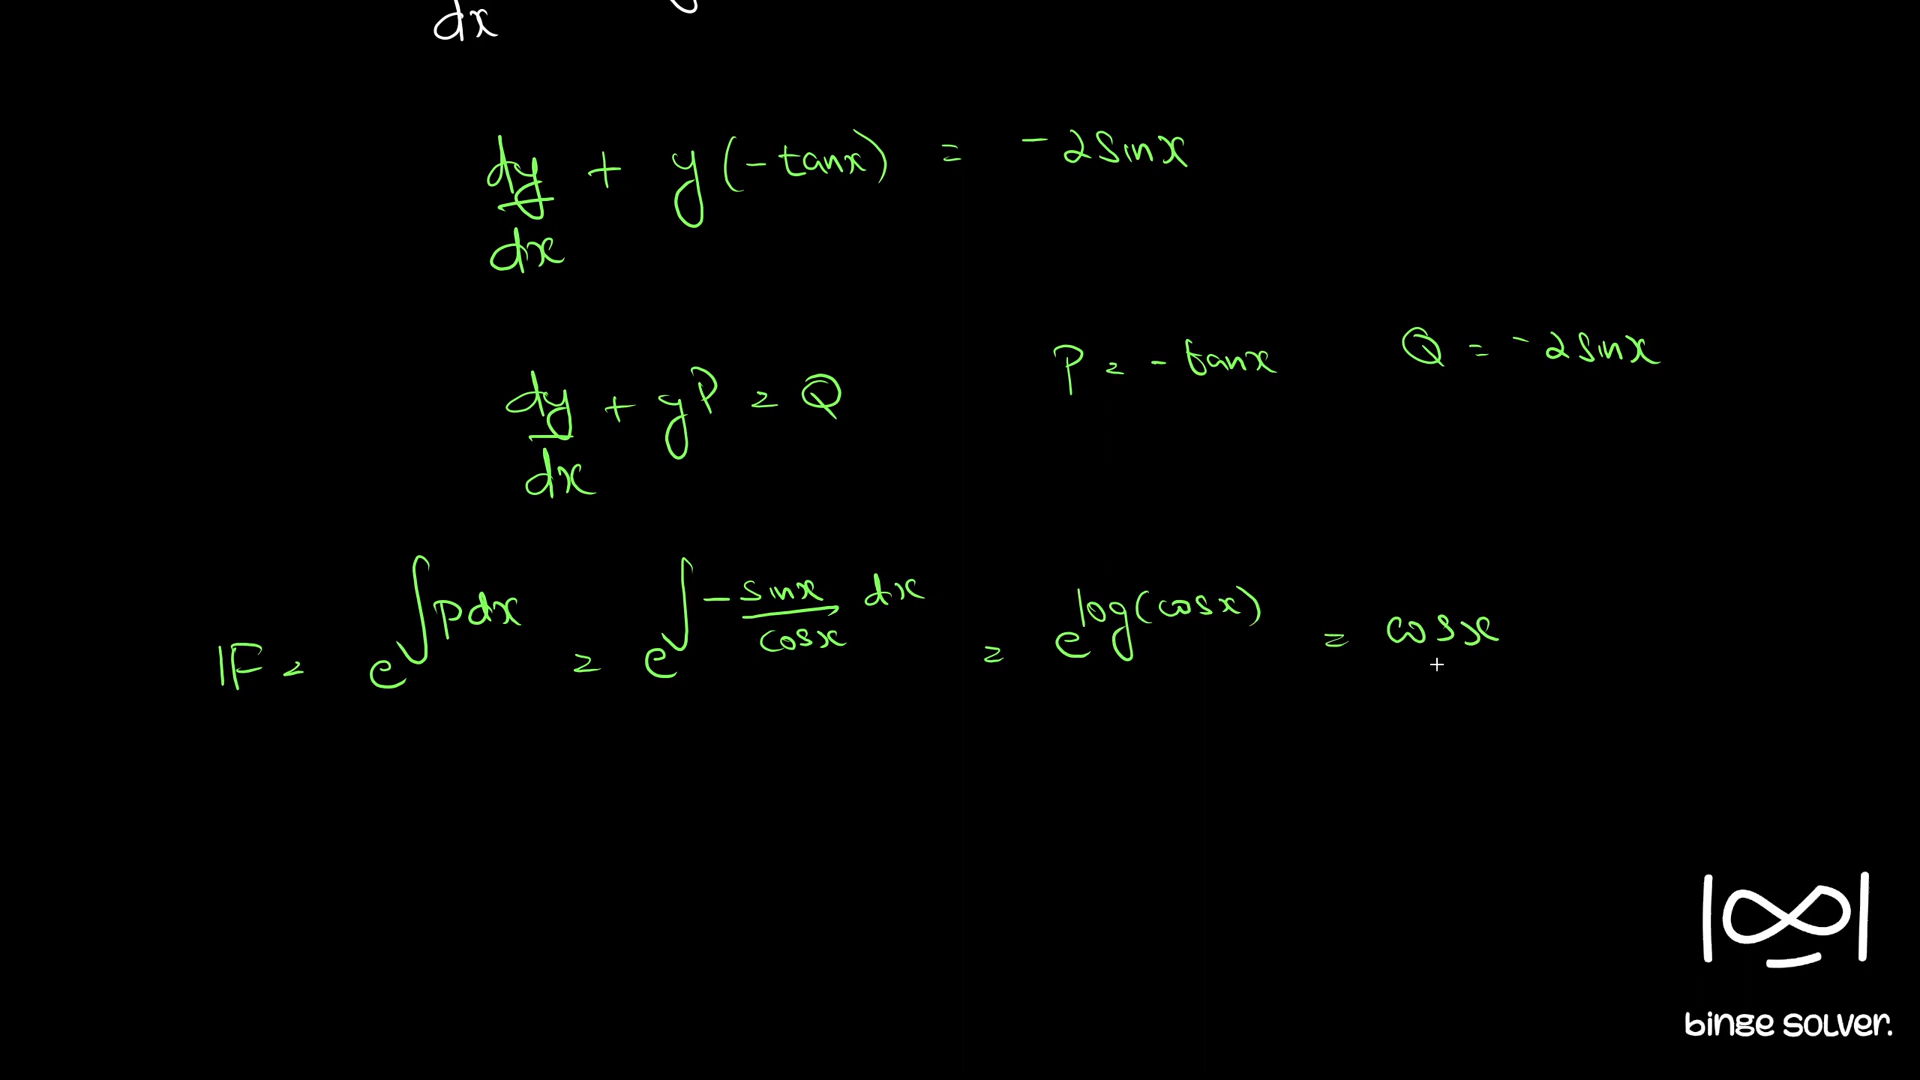 dx
dy/dx + y(-tanx) = -2sinx
dy/dx + yP = Q P = -tanx Q = -2sinx
IF = e^∫Pdx = e^∫-sinx/cosx dx = e^log(cosx) = cosx
binge solver.